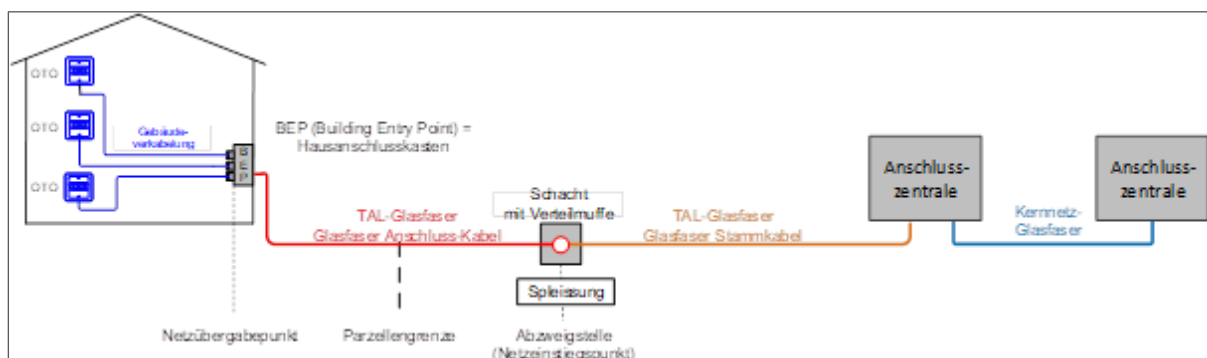 OTO
OTO
OTO
Gebäude-
verkabelung
BEP
BEP (Building Entry Point) =
Hausanschlusskasten
TAL-Glasfaser
Glasfaser Anschluss-Kabel
Schacht
mit Verteilmuffe
TAL-Glasfaser
Glasfaser Stammkabel
Anschluss-
zentrale
Kernnetz-
Glasfaser
Anschluss-
zentrale
Spleissung
Netzübergabepunkt
Parzellengrenze
Abzweigstelle
(Netzeinstiegspunkt)